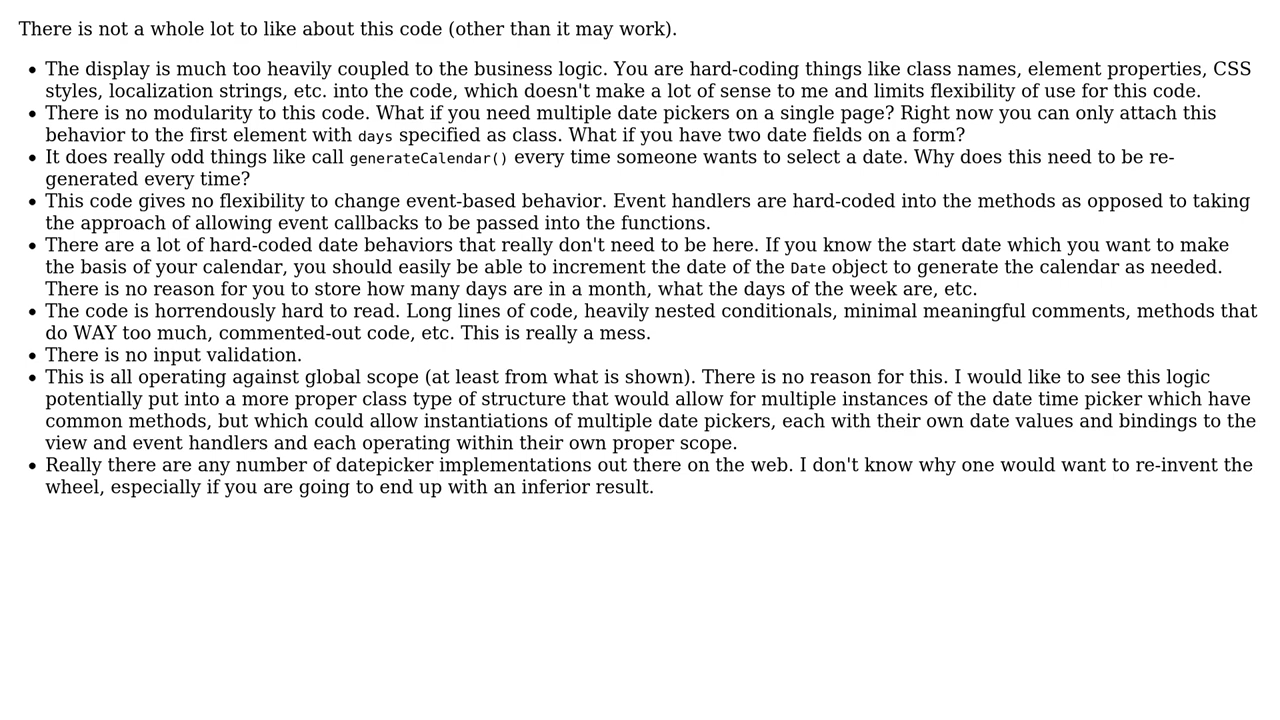 There is not a whole lot to like about this code (other than it may work).
• The display is much too heavily coupled to the business logic. You are hard-coding things like class names, element properties, CSS
styles, localization strings, etc. into the code, which doesn't make a lot of sense to me and limits flexibility of use for this code.
• There is no modularity to this code. What if you need multiple date pickers on a single page? Right now you can only attach this
behavior to the first element with days specified as class. What if you have two date fields on a form?
• It does really odd things like call generateCalendar() every time someone wants to select a date. Why does this need to be re-
generated every time?
• This code gives no flexibility to change event-based behavior. Event handlers are hard-coded into the methods as opposed to taking
the approach of allowing event callbacks to be passed into the functions.
• There are a lot of hard-coded date behaviors that really don't need to be here. If you know the start date which you want to make
the basis of your calendar, you should easily be able to increment the date of the Date object to generate the calendar as needed.
There is no reason for you to store how many days are in a month, what the days of the week are, etc.
• The code is horrendously hard to read. Long lines of code, heavily nested conditionals, minimal meaningful comments, methods that
do WAY too much, commented-out code, etc. This is really a mess.
• There is no input validation.
• This is all operating against global scope (at least from what is shown). There is no reason for this. I would like to see this logic
potentially put into a more proper class type of structure that would allow for multiple instances of the date time picker which have
common methods, but which could allow instantiations of multiple date pickers, each with their own date values and bindings to the
view and event handlers and each operating within their own proper scope.
• Really there are any number of datepicker implementations out there on the web. I don't know why one would want to re-invent the
wheel, especially if you are going to end up with an inferior result.